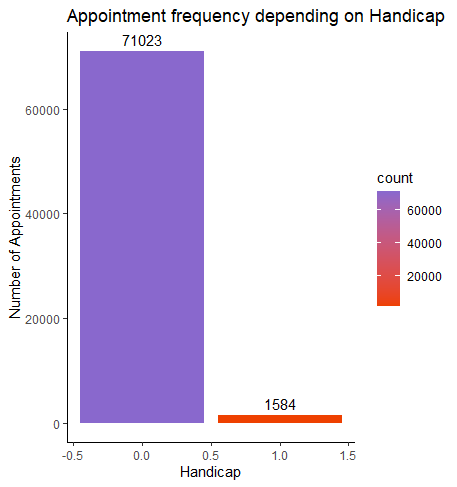 Appointment frequency depending on Handicap
71023
60000
40000
20000
0
Number of Appointments
1584
-0.5 0.0 0.5 1.0 1.5
Handicap
count
60000
40000
20000